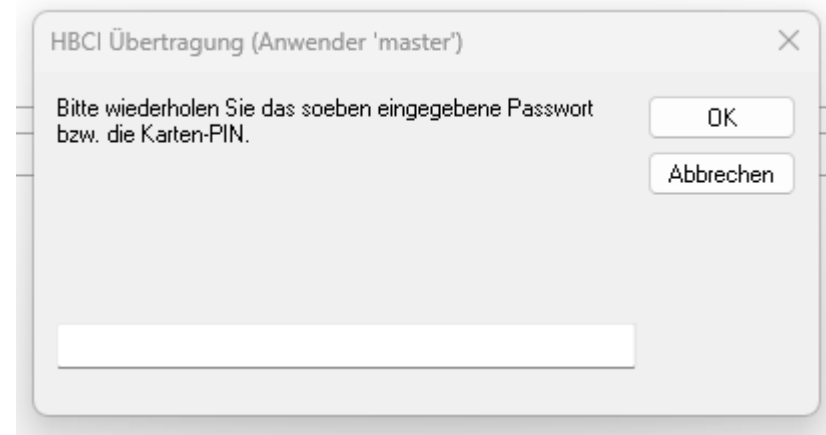 HBCI Übertragung (Anwender 'master')
Bitte wiederholen Sie das soeben eingegebene Passwort
bzw. die Karten-PIN.
OK
Abbrechen